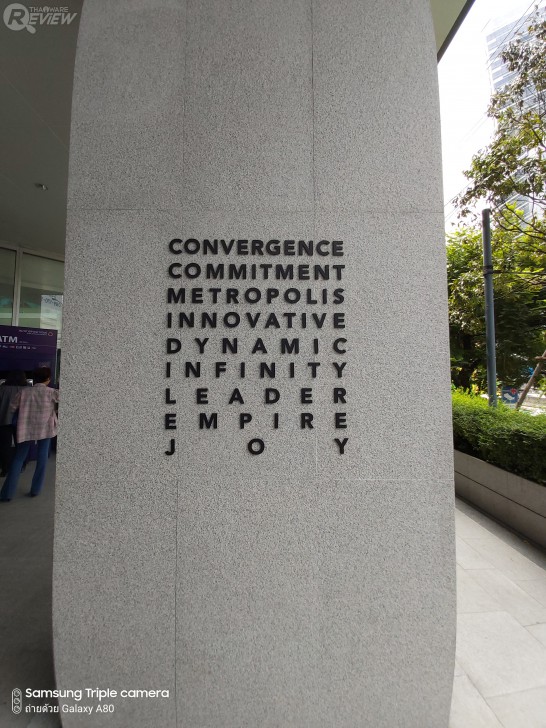 THAIWARE
REVIEW
CONVERGENCE
COMMITMENT
METROPOLIS
INNOVATIVE
DYNAMIC
INFINITY
LEADER
EMPIRE
JOY
ATM
Samsung Triple camera
ถ่ายด้วย Galaxy A80